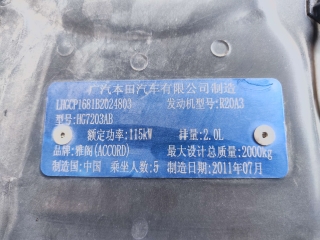 广汽本田汽车有限公司制造
LHGCP1681B2024803 发动机型号:R20A3
型号:HG7203AB
额定功率:115kW 排量:2.0L
品牌:雅阁(ACCORD) 最大设计总质量:2000kg
制造国:中国 乘坐人数:5 制造日期:2011年07月